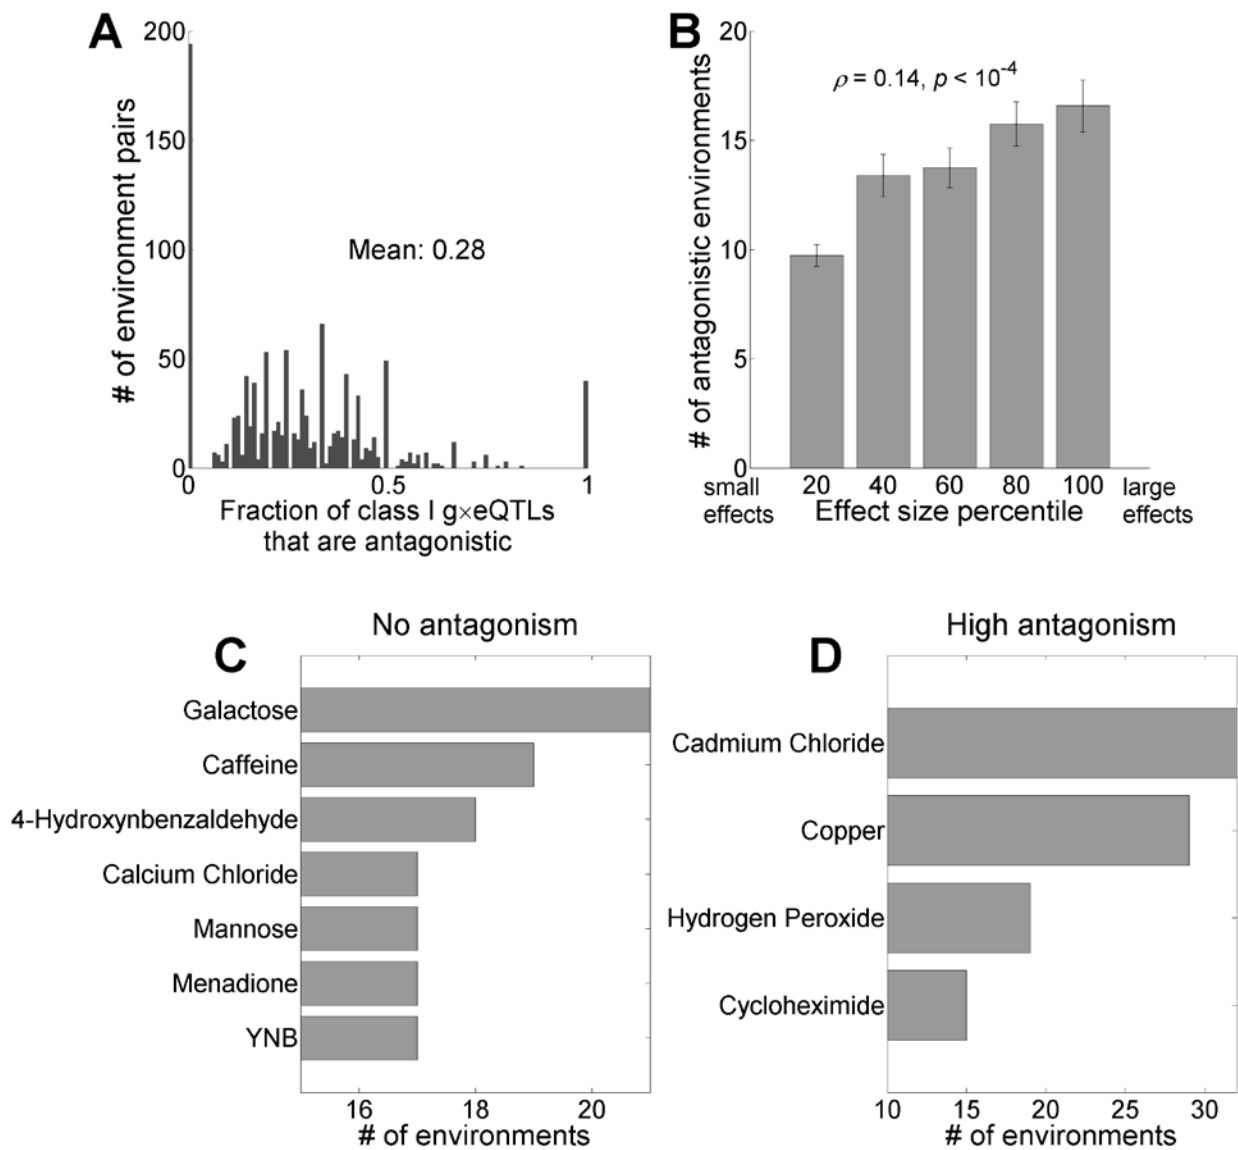 A
200
150
100
50
0
# of environment pairs
Mean: 0.28
0 0.5 1
Fraction of class I g×eQTLs
that are antagonistic
B
20
15
10
5
0
# of antagonistic environments
ρ = 0.14, p < 10⁻⁴
small
effects
20 40 60 80 100
large
effects
Effect size percentile
C
No antagonism
Galactose
Caffeine
4-Hydroxynbenzaldehyde
Calcium Chloride
Mannose
Menadione
YNB
16 18 20
# of environments
D
High antagonism
Cadmium Chloride
Copper
Hydrogen Peroxide
Cycloheximide
10 15 20 25 30
# of environments